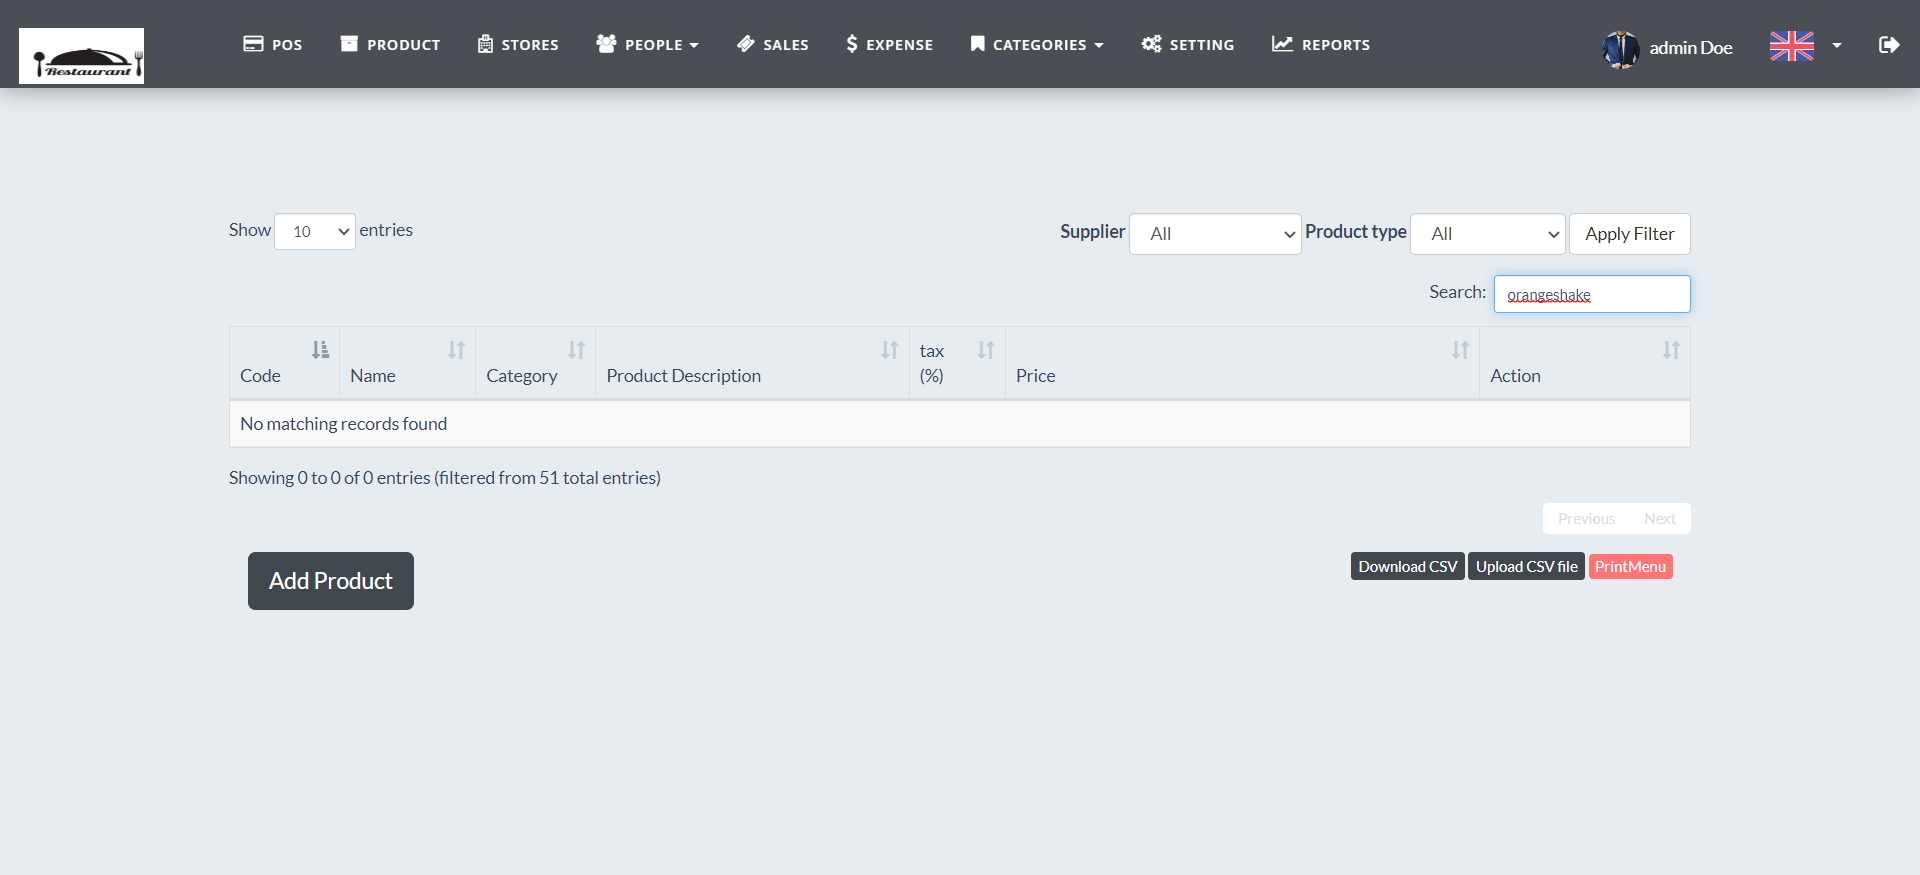 Restaurant
POS PRODUCT STORES PEOPLE SALES EXPENSE CATEGORIES SETTING REPORTS admin Doe
Show 10 entries
Supplier All Product type All Apply Filter
Search: orangeshake
Code Name Category Product Description tax (%) Price Action
No matching records found
Showing 0 to 0 of 0 entries (filtered from 51 total entries)
Previous Next
Add Product
Download CSV Upload CSV file PrintMenu